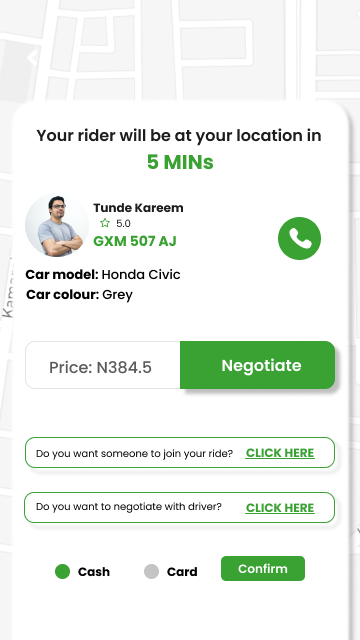 Your rider will be at your location in
5 MINs
Tunde Kareem
5.0
GXM 507 AJ
Car model: Honda Civic
Car colour: Grey
Price: N384.5 Negotiate
Do you want someone to join your ride? CLICK HERE
Do you want to negotiate with driver? CLICK HERE
Cash Card Confirm